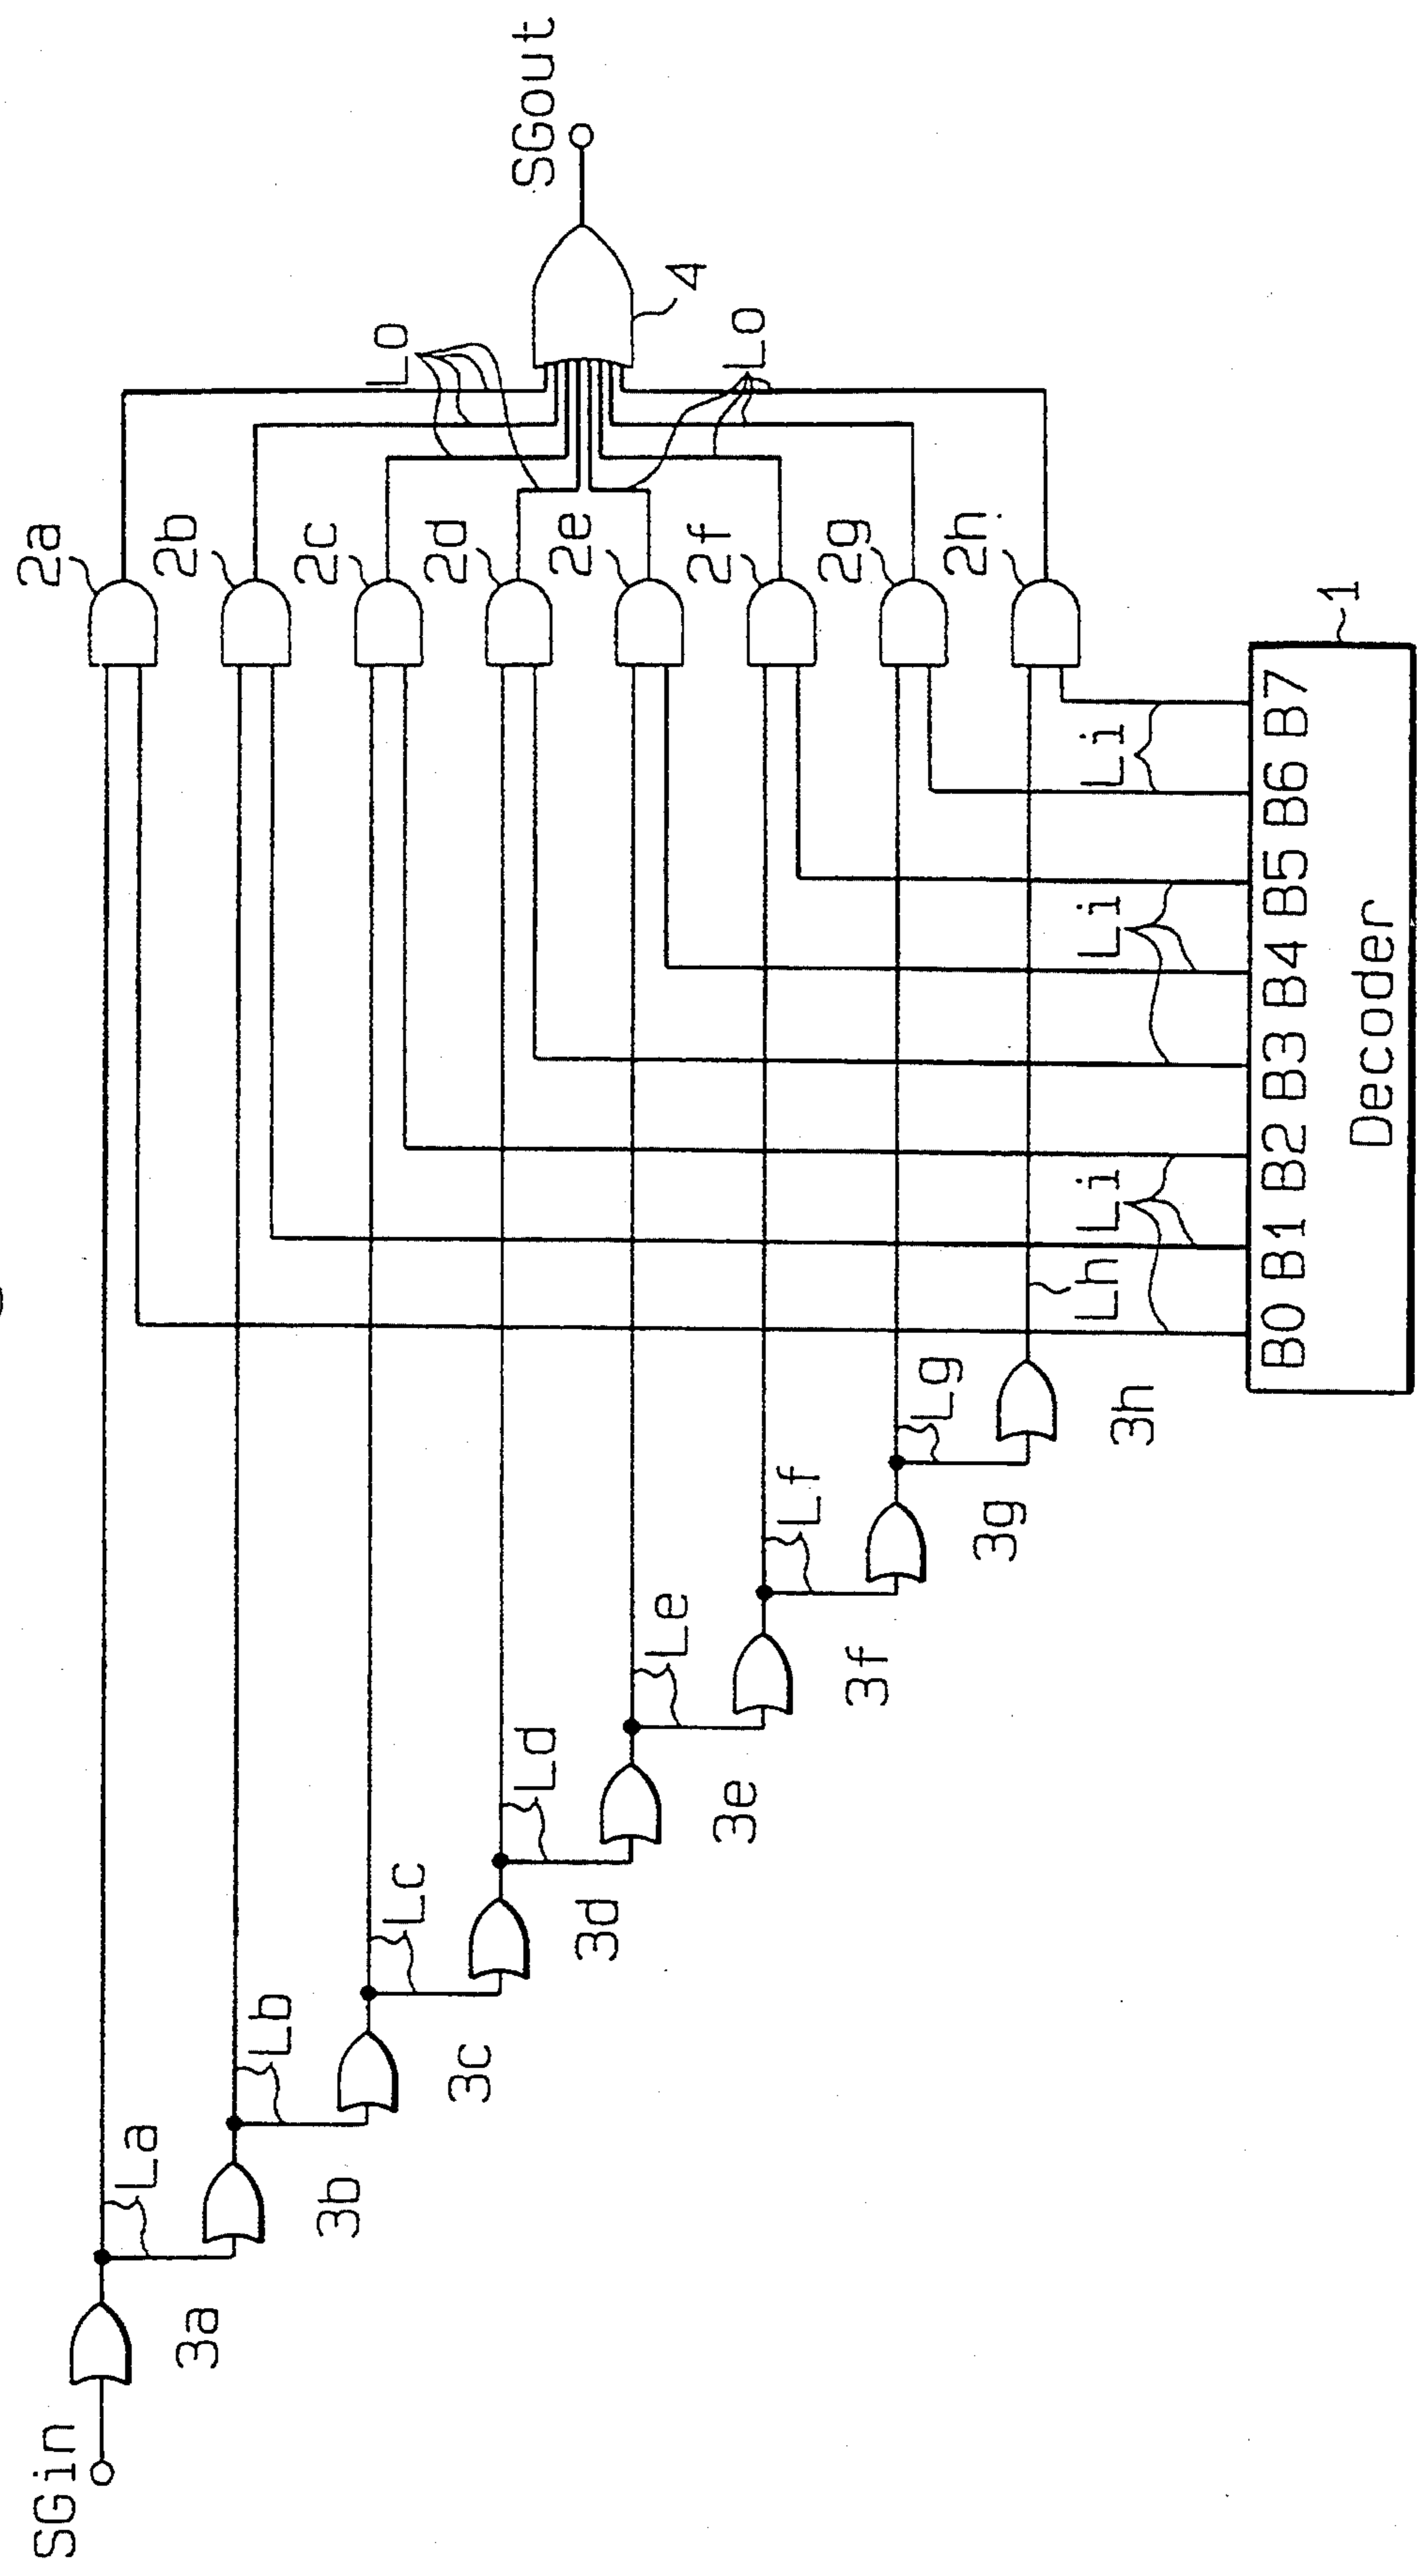 SGin
3a
La
3b
Lb
3c
Lc
3d
Ld
3e
Le
3f
Lf
3g
Lg
3h
Lh
2a
2b
2c
2d
2e
2f
2g
2h
Lo
Lo
4
SGout
Li
Li
Li
B0 B1 B2 B3 B4 B5 B6 B7
Decoder
1